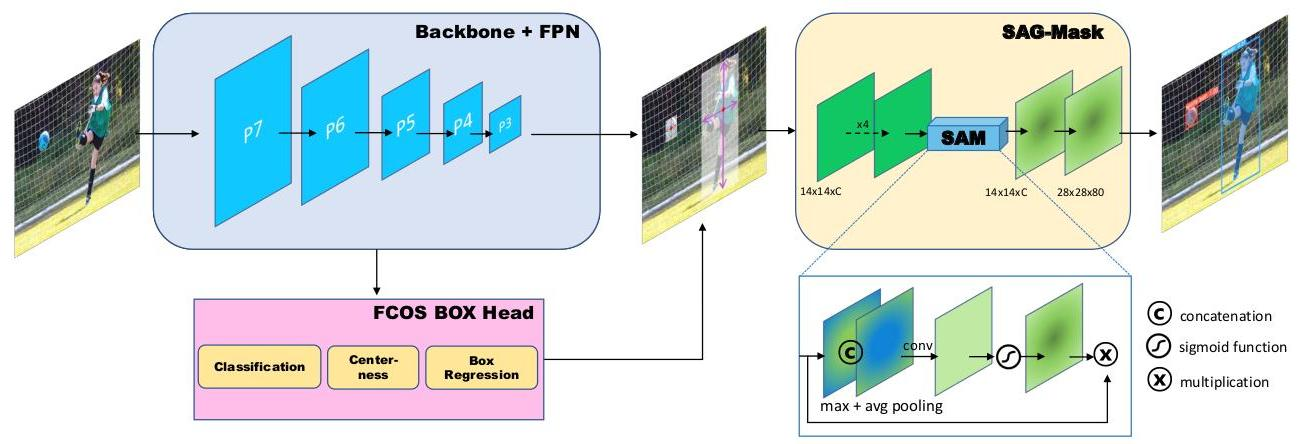 Backbone + FPN
P7
P6
P5
P4
P3
FCOS BOX Head
Classification
Center-
ness
Box
Regression
SAG-Mask
x4
SAM
14x14xC
14x14xC
28x28x80
C
conv
max + avg pooling
X
C concatenation
sigmoid function
X multiplication